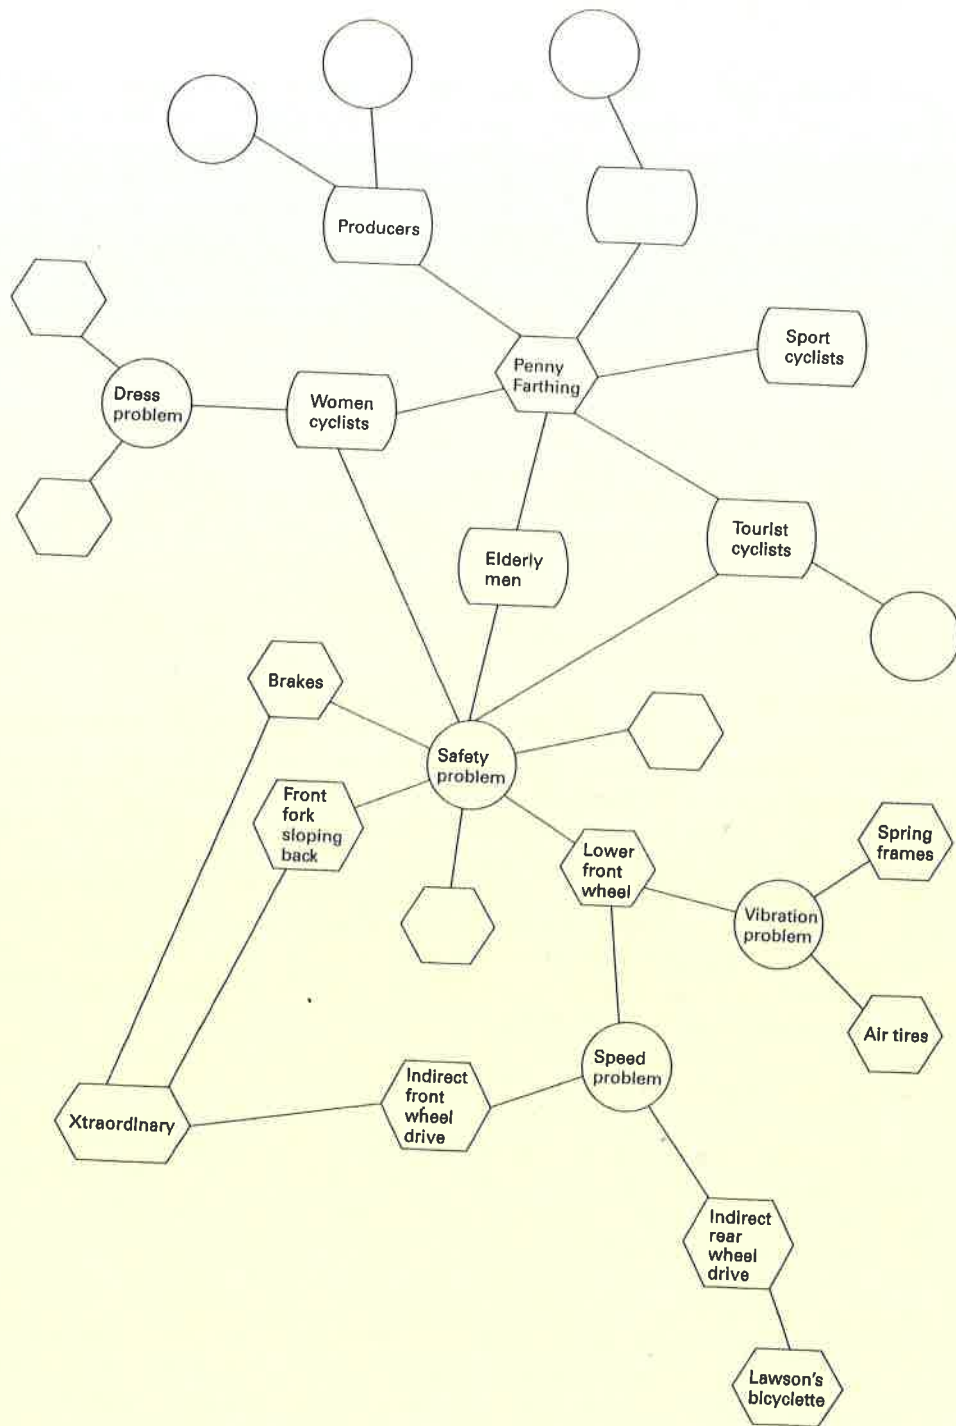 Producers
Sport
cyclists
Penny
Farthing
Dress
problem
Women
cyclists
Tourist
cyclists
Elderly
men
Brakes
Safety
problem
Front
fork
sloping
back
Lower
front
wheel
Spring
frames
Vibration
problem
Air tires
Speed
problem
Indirect
front
wheel
drive
Xtraordinary
Indirect
rear
wheel
drive
Lawson's
bicyclette